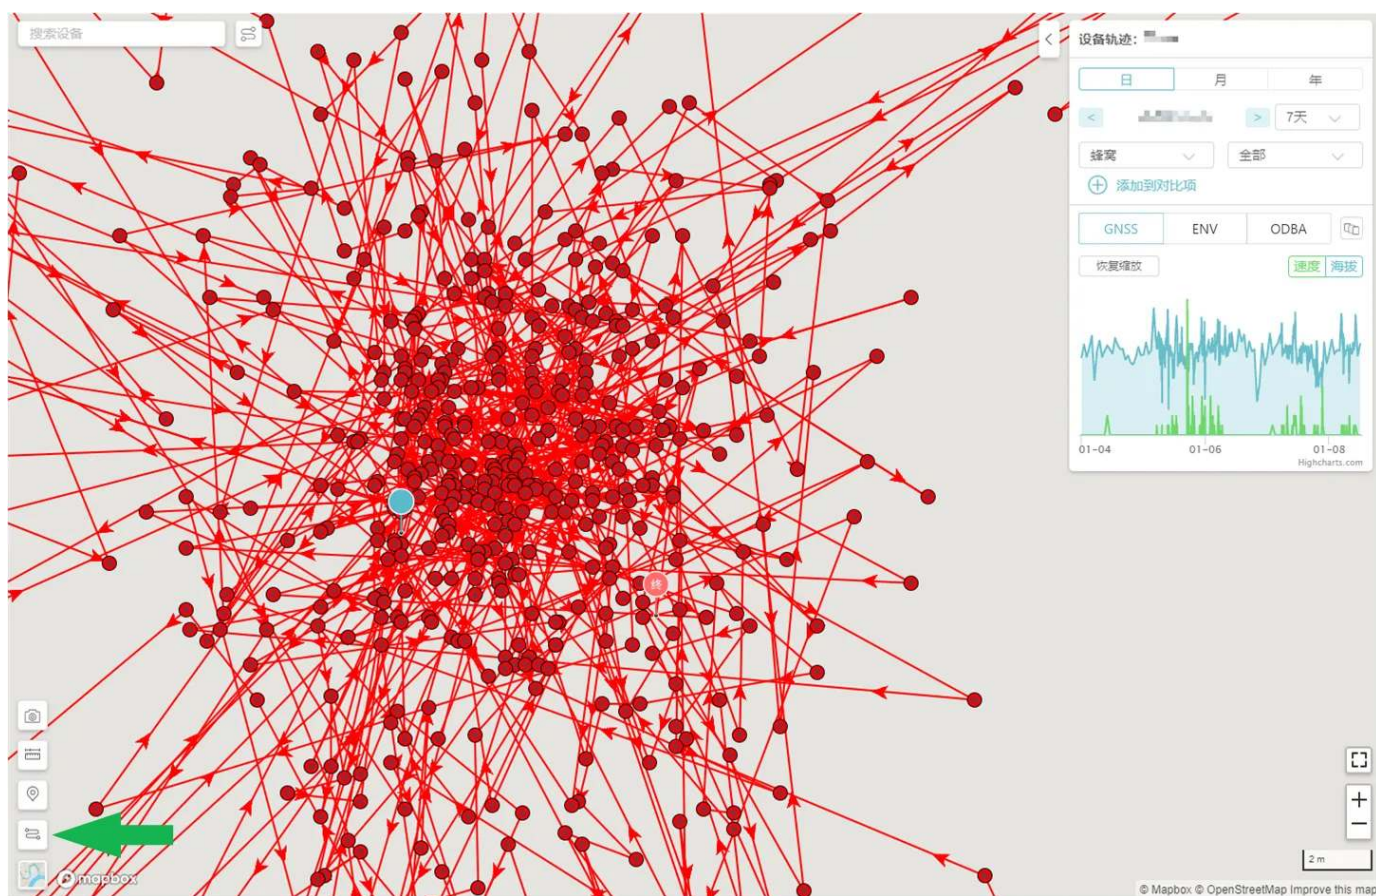 搜索设备
设备轨迹:
日 月 年
< > 7天
蜂窝 全部
添加到对比项
GNSS ENV ODBA
恢复缩放 速度 海拔
01-04 01-06 01-08
Highcharts.com
终
2 m
mapbox
© Mapbox © OpenStreetMap Improve this map